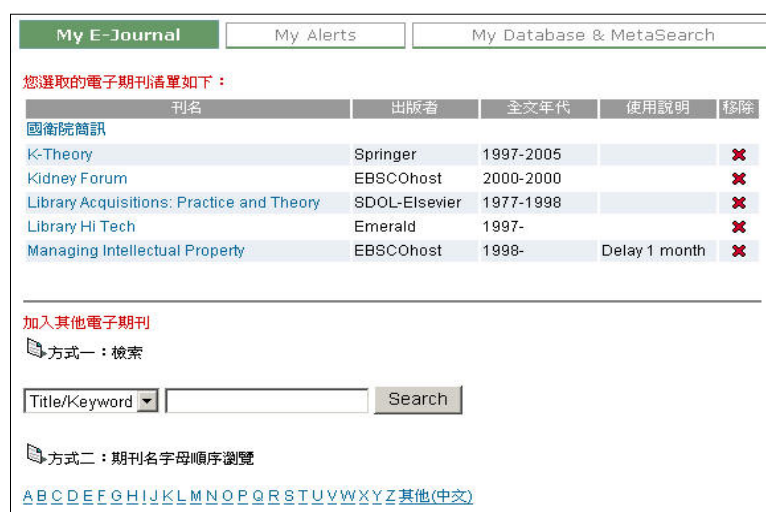 My E-Journal My Alerts My Database & MetaSearch
您選取的電子期刊清單如下：
刊名 出版者 全文年代 使用說明 移除
國衛院簡訊
K-Theory Springer 1997-2005
Kidney Forum EBSCOhost 2000-2000
Library Acquisitions: Practice and Theory SDOL-Elsevier 1977-1998
Library Hi Tech Emerald 1997-
Managing Intellectual Property EBSCOhost 1998- Delay 1 month
加入其他電子期刊
方式一：檢索
Title/Keyword Search
方式二：期刊名字母順序瀏覽
A B C D E F G H I J K L M N O P Q R S T U V W X Y Z 其他(中文)